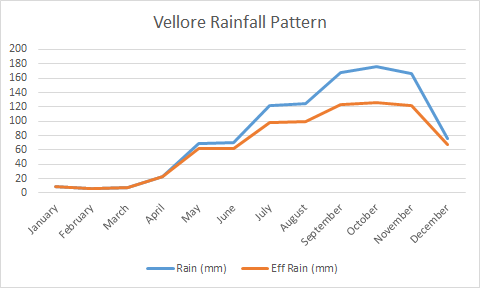 Vellore Rainfall Pattern
200
180
160
140
120
100
80
60
40
20
0
January
February
March
April
May
June
July
August
September
October
November
December
Rain (mm) Eff Rain (mm)